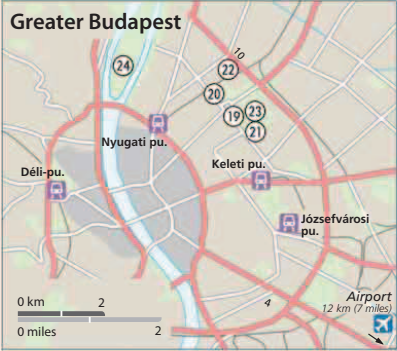 Greater Budapest
10
24
22
20
19
23
21
Nyugati pu.
Keleti pu.
Déli-pu.
Józsefvárosi
pu.
4
Airport
12 km (7 miles)
0 km 2
0 miles 2